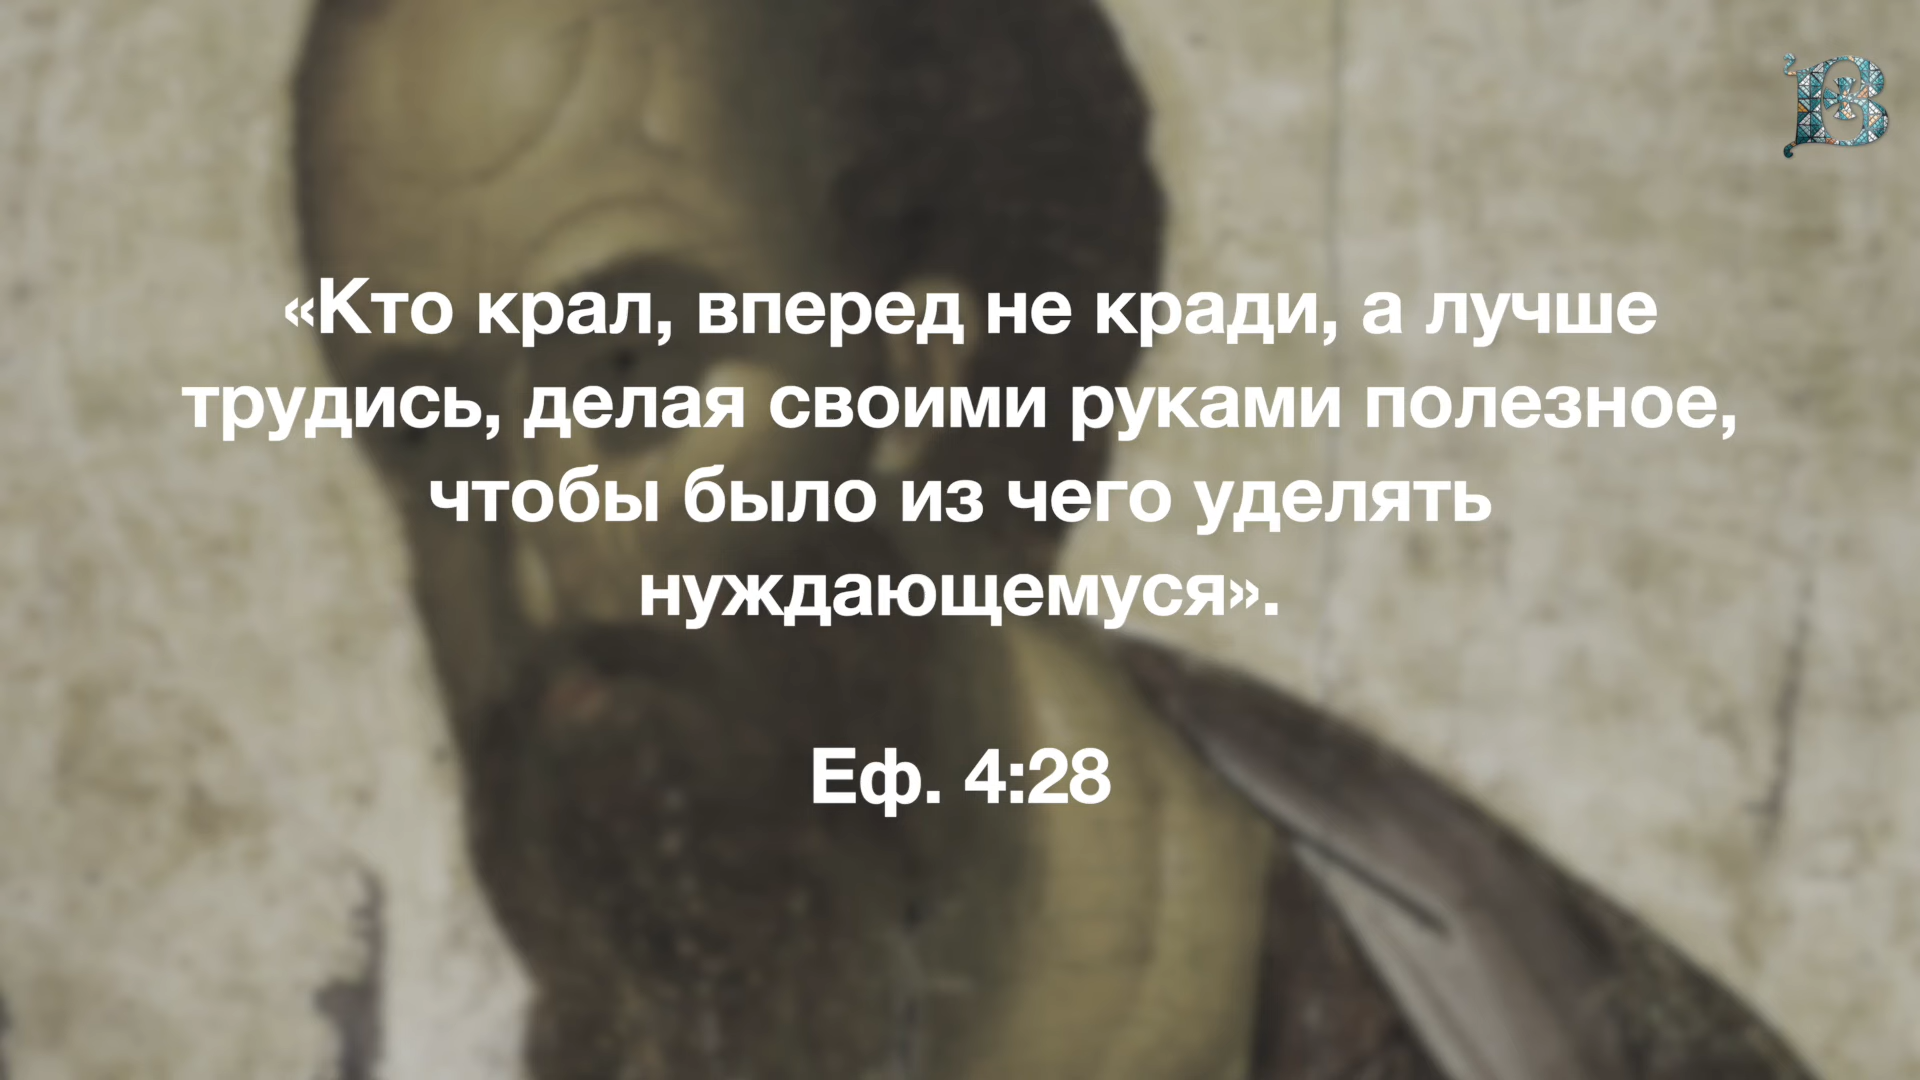 «Кто крал, вперед не кради, а лучше
трудись, делая своими руками полезное,
чтобы было из чего уделять
нуждающемуся».
Еф. 4:28
В